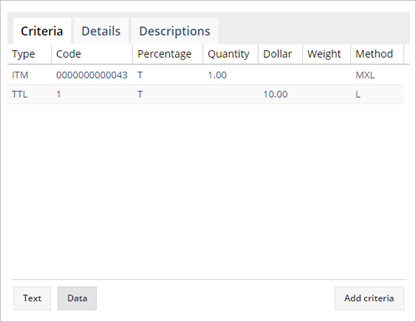 Criteria Details Descriptions
Type Code Percentage Quantity Dollar Weight Method
ITM 0000000000043 T 1.00 MXL
TTL 1 T 10.00 L
Text Data Add criteria